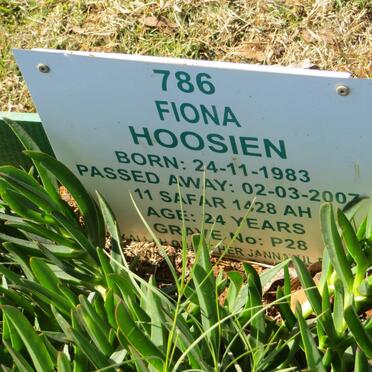 786
FIONA
HOOSIEN
BORN: 24-11-1983
PASSED AWAY: 02-03-2007
11 SAFAR 1428 AH
AGE: 24 YEARS
GRAVE No: P28